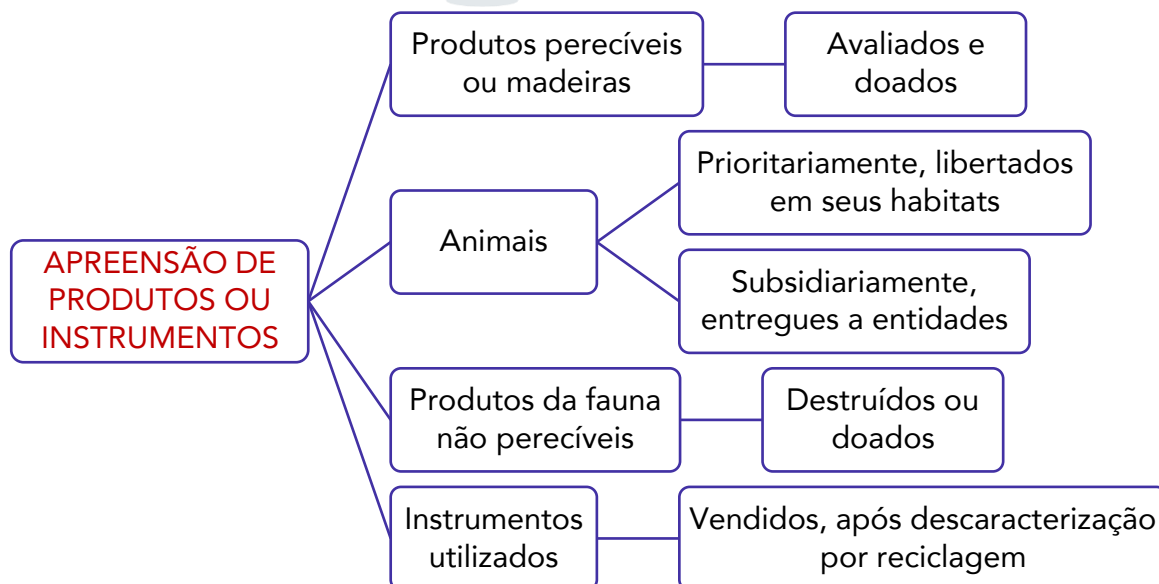 APREENSÃO DE
PRODUTOS OU
INSTRUMENTOS
Produtos perecíveis
ou madeiras
Avaliados e
doados
Animais
Prioritariamente, libertados
em seus habitats
Subsidiariamente,
entregues a entidades
Produtos da fauna
não perecíveis
Destruídos ou
doados
Instrumentos
utilizados
Vendidos, após descaracterização
por reciclagem